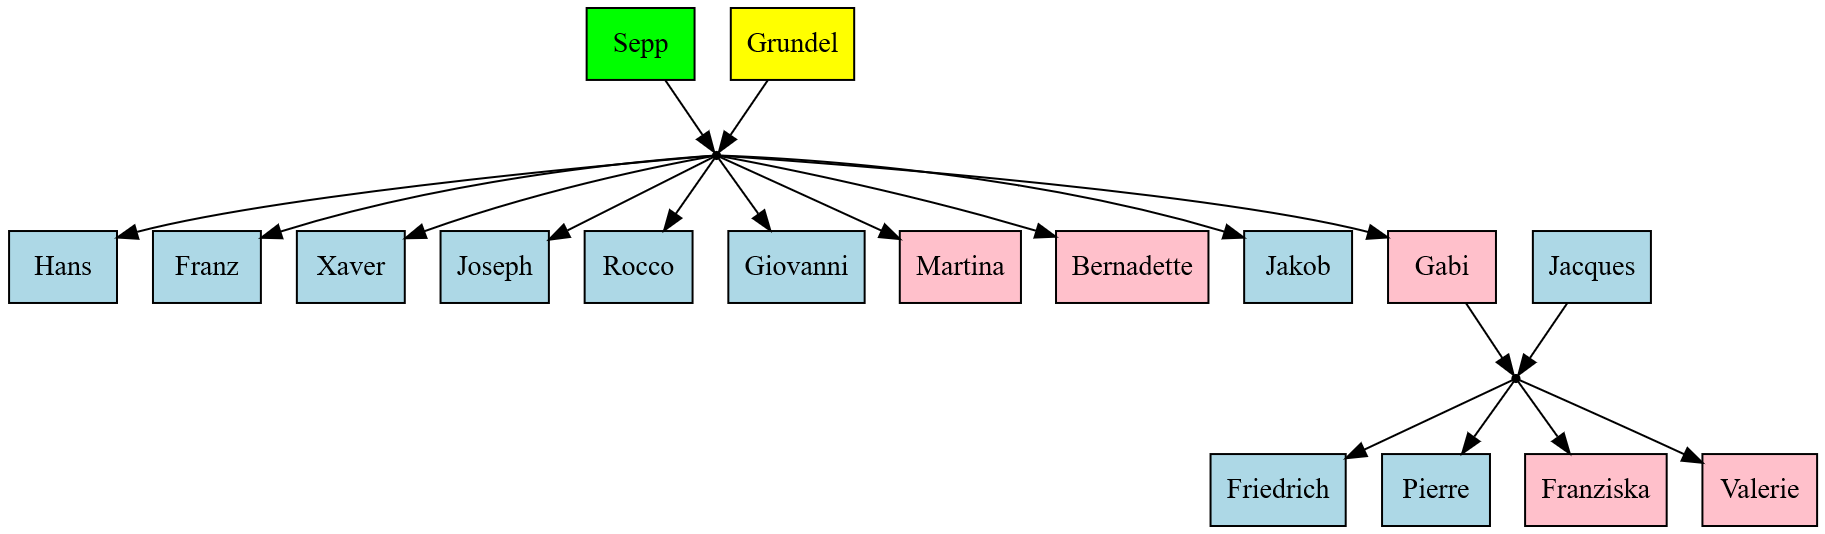 Sepp
Grundel
Hans
Franz
Xaver
Joseph
Rocco
Giovanni
Martina
Bernadette
Jakob
Gabi
Jacques
Friedrich
Pierre
Franziska
Valerie